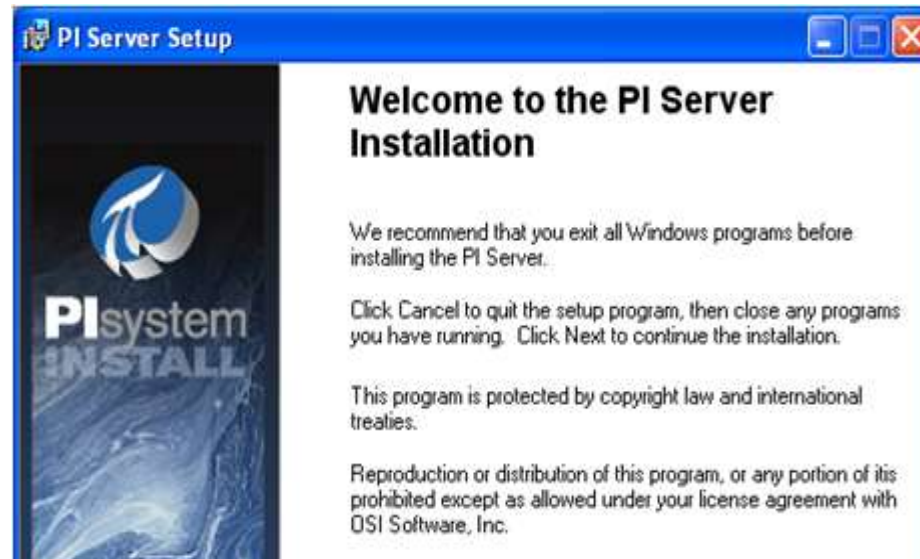 PI Server Setup
Welcome to the PI Server
Installation
We recommend that you exit all Windows programs before
installing the PI Server.
Click Cancel to quit the setup program, then close any programs
you have running. Click Next to continue the installation.
This program is protected by copyright law and international
treaties.
Reproduction or distribution of this program, or any portion of itis
prohibited except as allowed under your license agreement with
OSI Software, Inc.
PIsystem
INSTALL